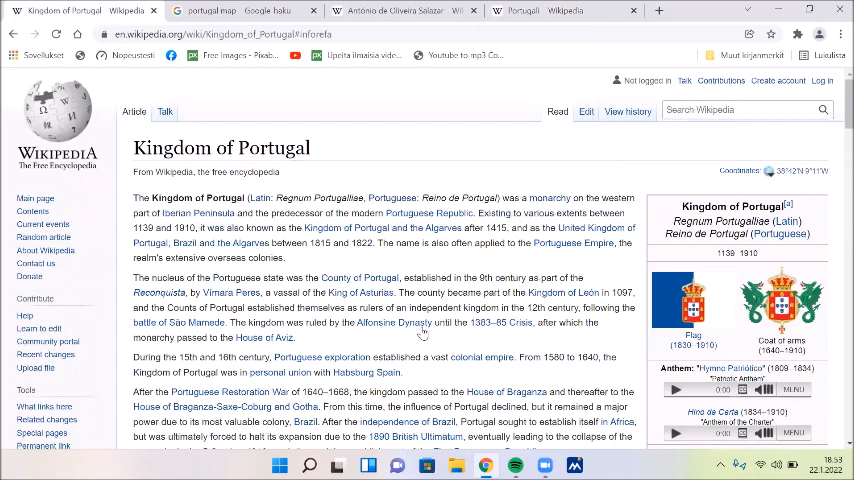 Kingdom of Portugal - Wikipedia
portugal map - Google-haku
António de Oliveira Salazar - Wi
Portugali – Wikipedia
en.wikipedia.org/wiki/Kingdom_of_Portugal#inforefa
Sovellukset
Nopeustesti
Free Images - Pixab...
Upeita ilmaisia vide...
Youtube to mp3 Co...
Muut kirjanmerkit
Lukulista
Not logged in Talk Contributions Create account Log in
Article Talk
Read Edit View history
Search Wikipedia
WIKIPEDIA
The Free Encyclopedia
Main page
Contents
Current events
Random article
About Wikipedia
Contact us
Donate
Contribute
Help
Learn to edit
Community portal
Recent changes
Upload file
Tools
What links here
Related changes
Special pages
Permanent link
Kingdom of Portugal
From Wikipedia, the free encyclopedia
Coordinates: 38°42′N 9°11′W
The Kingdom of Portugal (Latin: Regnum Portugalliae, Portuguese: Reino de Portugal) was a monarchy on the western
part of Iberian Peninsula and the predecessor of the modern Portuguese Republic. Existing to various extents between
1139 and 1910, it was also known as the Kingdom of Portugal and the Algarves after 1415, and as the United Kingdom of
Portugal, Brazil and the Algarves between 1815 and 1822. The name is also often applied to the Portuguese Empire, the
realm's extensive overseas colonies.
The nucleus of the Portuguese state was the County of Portugal, established in the 9th century as part of the
Reconquista, by Vímara Peres, a vassal of the King of Asturias. The county became part of the Kingdom of León in 1097,
and the Counts of Portugal established themselves as rulers of an independent kingdom in the 12th century, following the
battle of São Mamede. The kingdom was ruled by the Alfonsine Dynasty until the 1383–85 Crisis, after which the
monarchy passed to the House of Aviz.
During the 15th and 16th century, Portuguese exploration established a vast colonial empire. From 1580 to 1640, the
Kingdom of Portugal was in personal union with Habsburg Spain.
After the Portuguese Restoration War of 1640–1668, the kingdom passed to the House of Braganza and thereafter to the
House of Braganza-Saxe-Coburg and Gotha. From this time, the influence of Portugal declined, but it remained a major
power due to its most valuable colony, Brazil. After the independence of Brazil, Portugal sought to establish itself in Africa,
but was ultimately forced to halt its expansion due to the 1890 British Ultimatum, eventually leading to the collapse of the
Kingdom of Portugal[a]
Regnum Portugalliae (Latin)
Reino de Portugal (Portuguese)
1139–1910
Flag
(1830–1910)
Coat of arms
(1640–1910)
Anthem: "Hymno Patriótico" (1809–1834)
"Patriotic Anthem"
0:00 MENU
Hino de Carta (1834–1910)
"Anthem of the Charter"
0:00 MENU
18.53
22.1.2022